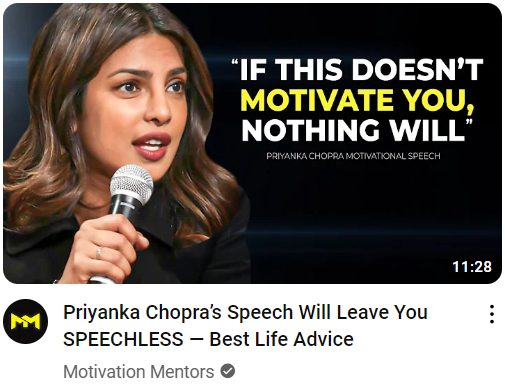 “IF THIS DOESN’T
MOTIVATE YOU,
NOTHING WILL”
PRIYANKA CHOPRA MOTIVATIONAL SPEECH
11:28
Priyanka Chopra’s Speech Will Leave You
SPEECHLESS — Best Life Advice
Motivation Mentors